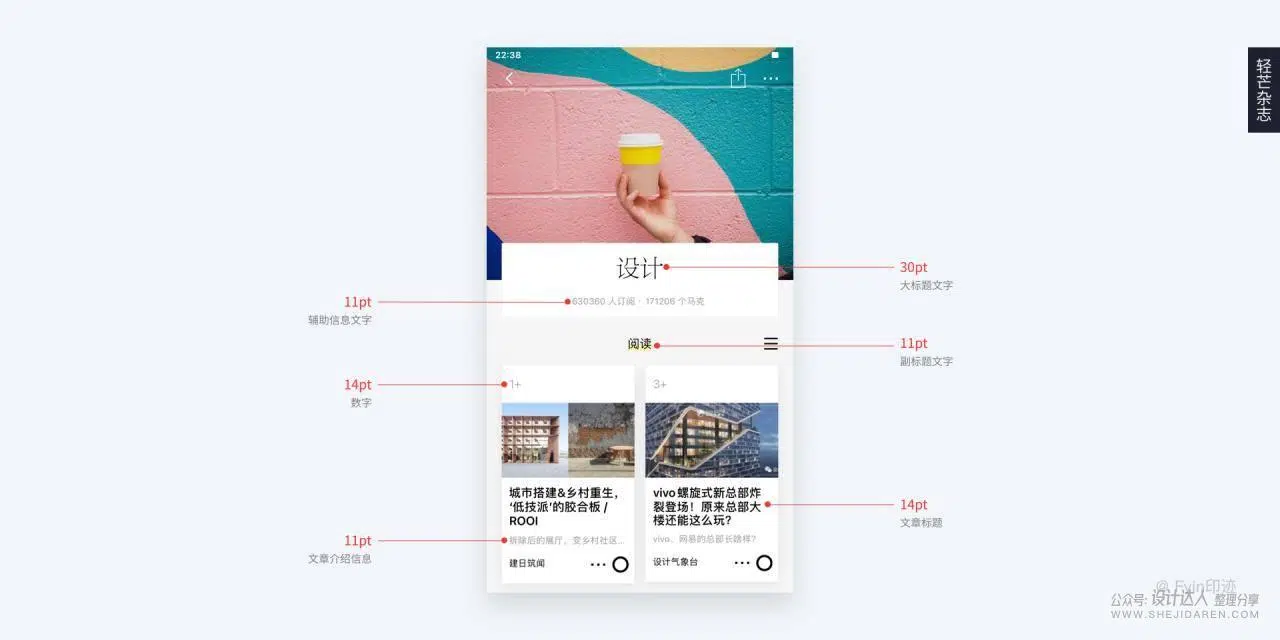 22:38
轻芒杂志
设计
30pt
大标题文字
11pt
辅助信息文字
630360 人订阅 · 171206 个马克
阅读
11pt
副标题文字
14pt
数字
1+
3+
城市搭建&乡村重生，
‘低技派’的胶合板 /
ROOI
vivo 螺旋式新总部炸
裂登场！原来总部大
楼还能这么玩？
14pt
文章标题
11pt
文章介绍信息
拆除后的展厅，变乡村社区...
vivo、网易的总部长啥样?
建日筑闻
设计气象台
@ Evin印迹
公众号: 设计达人 整理分享
WWW.SHEJIDAREN.COM